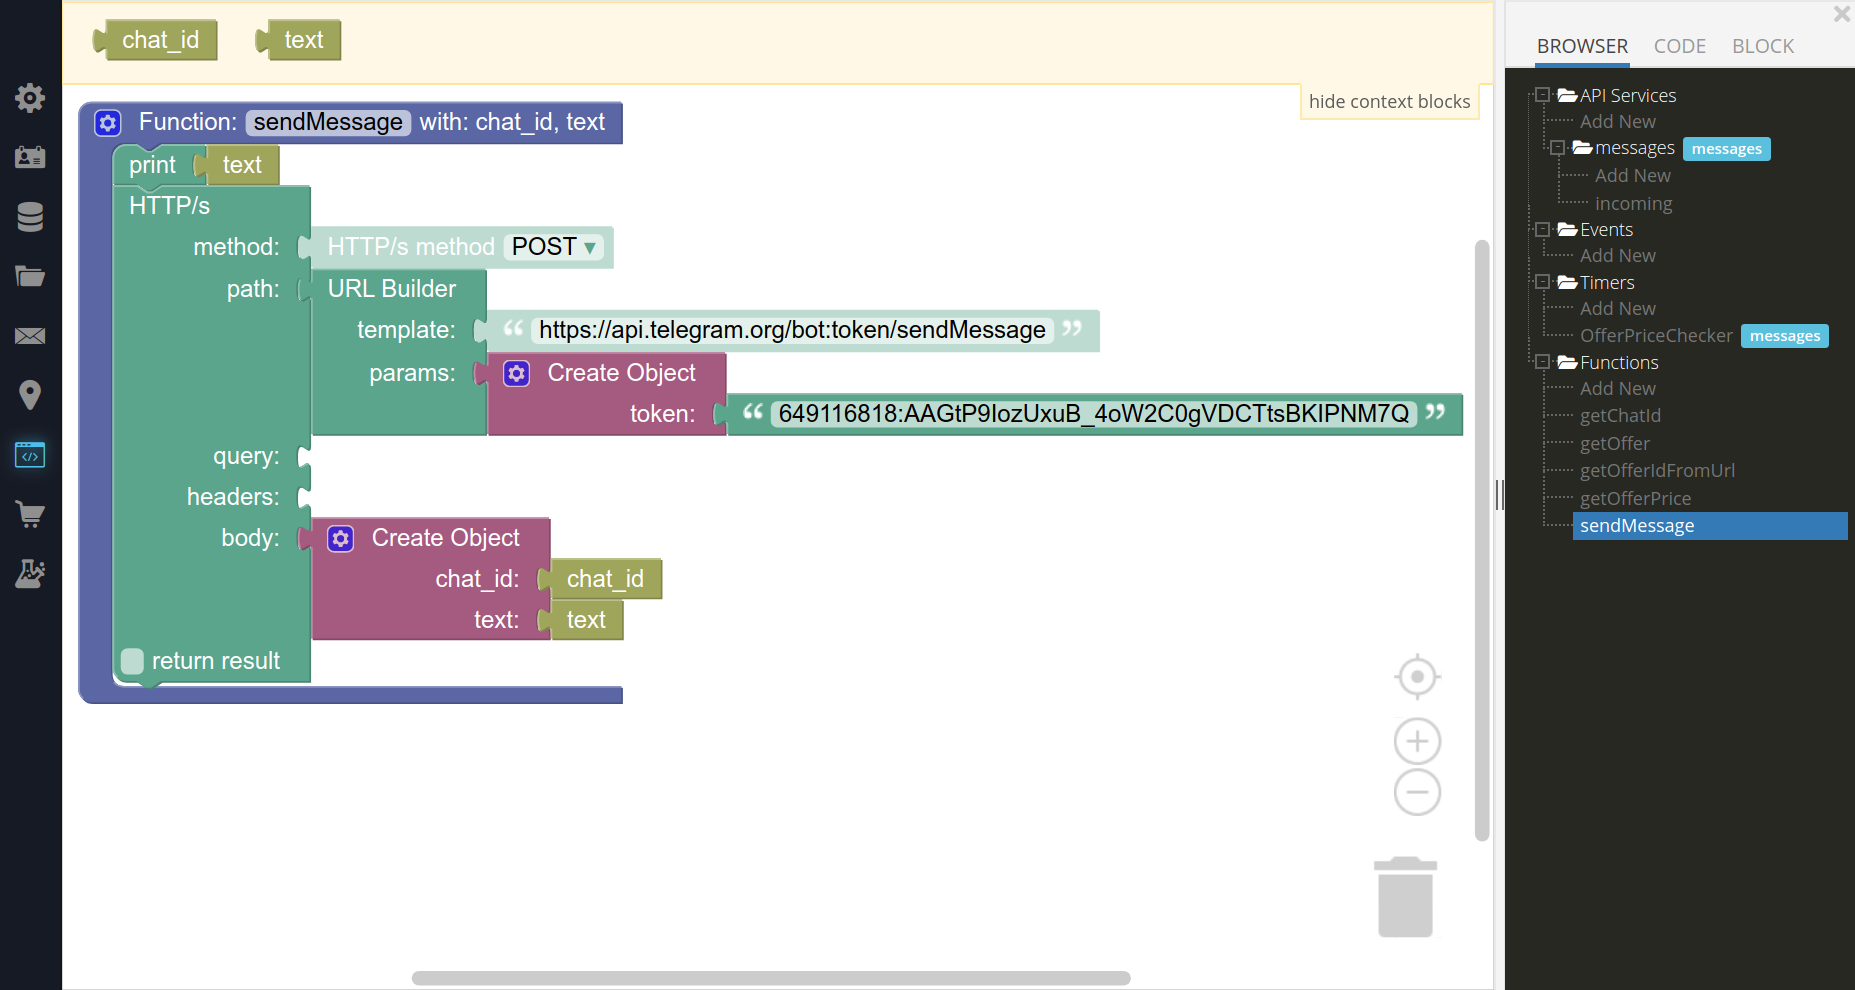 chat_id text
hide context blocks
Function: sendMessage with: chat_id, text
print text
HTTP/s
method: HTTP/s method POST ▾
path: URL Builder
template: “ https://api.telegram.org/bot:token/sendMessage ”
params: Create Object
token: “ 649116818:AAGtP9IozUxuB_4oW2C0gVDCTtsBKIPNM7Q ”
query:
headers:
body: Create Object
chat_id: chat_id
text: text
return result
BROWSER CODE BLOCK
API Services
Add New
messages messages
Add New
incoming
Events
Add New
Timers
Add New
OfferPriceChecker messages
Functions
Add New
getChatId
getOffer
getOfferIdFromUrl
getOfferPrice
sendMessage